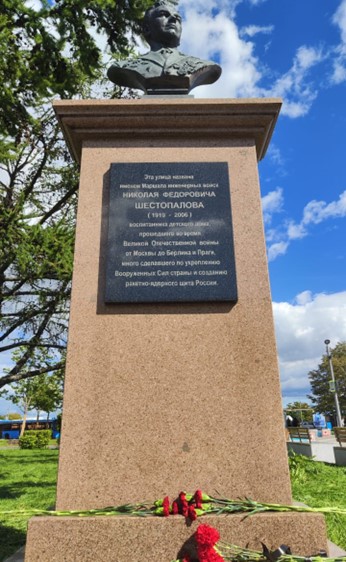 Эта улица названа
именем Маршала инженерных войск
НИКОЛАЯ ФЕДОРОВИЧА
ШЕСТОПАЛОВА
(1919 - 2006)
воспитанника детского дома,
прошедшего во время
Великой Отечественной войны
от Москвы до Берлина и Праги,
много сделавшего по укреплению
Вооруженных Сил страны и созданию
ракетно-ядерного щита России.